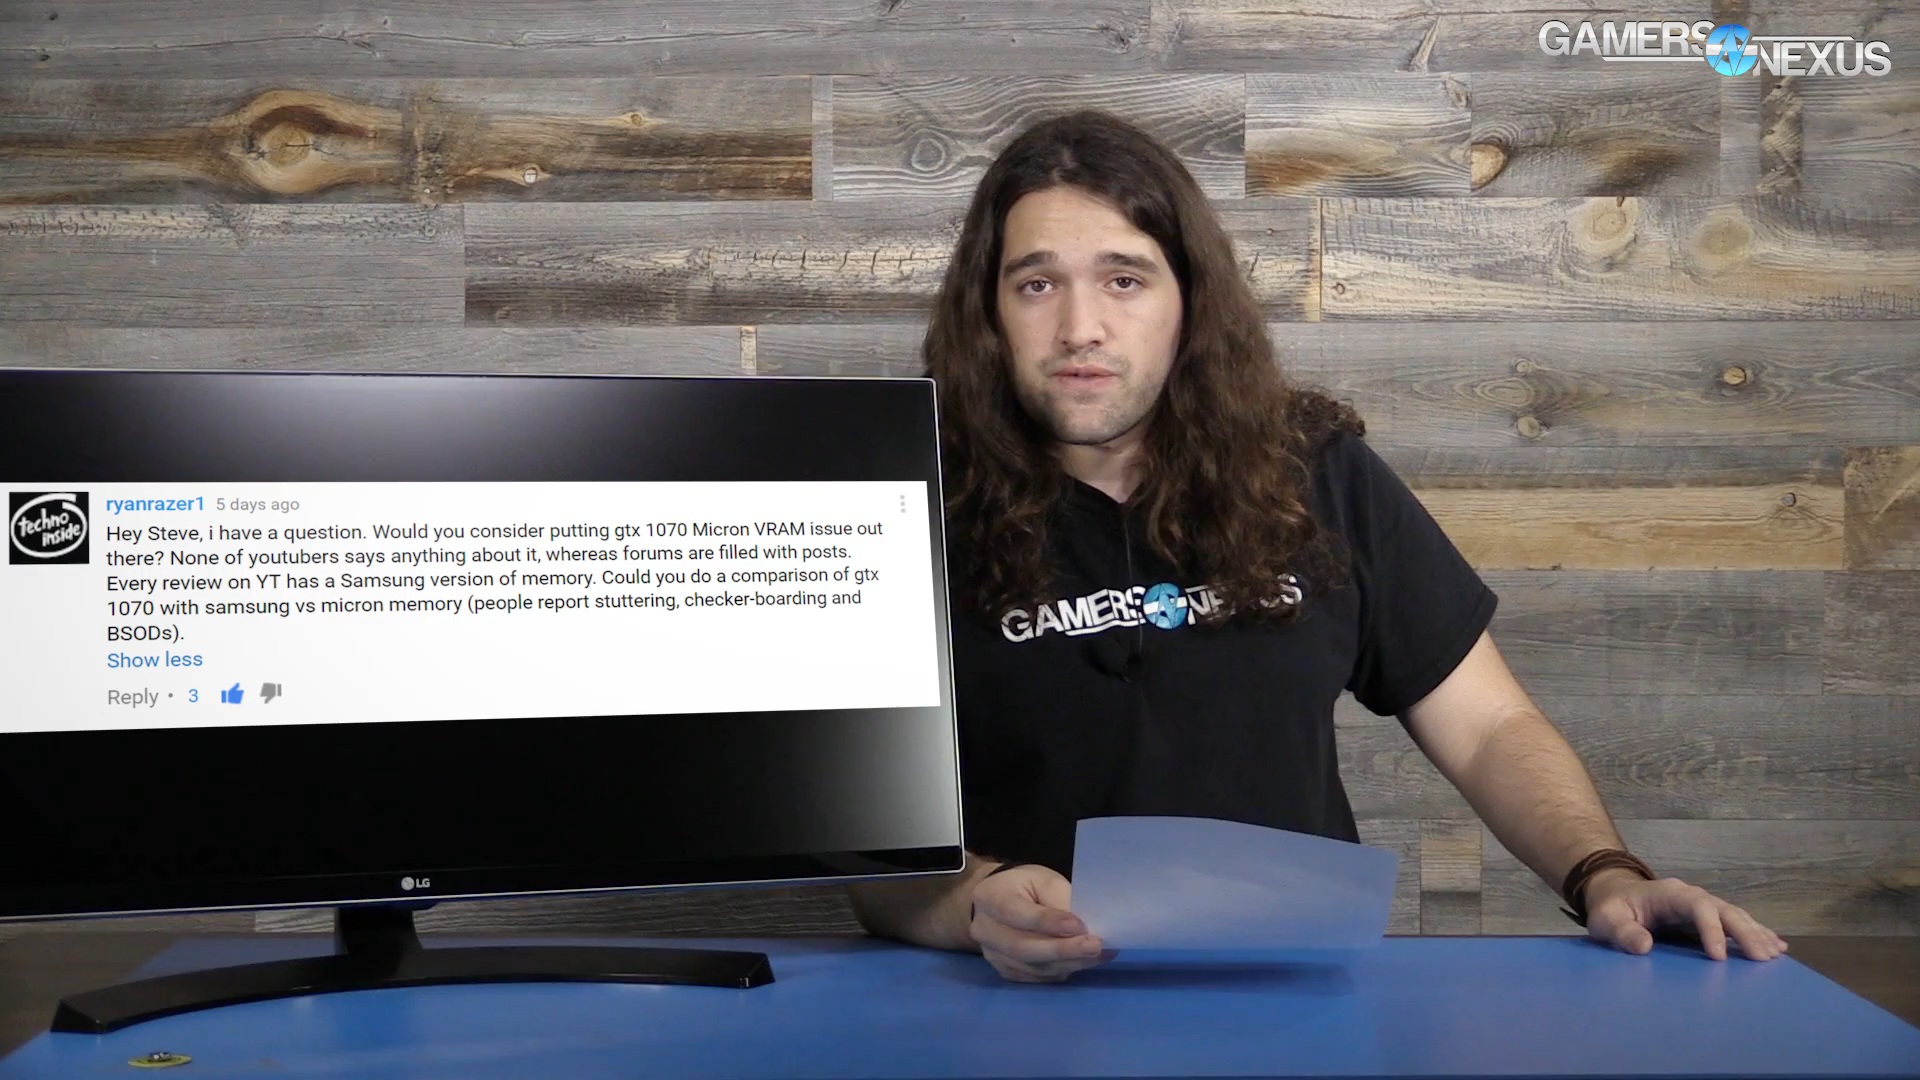 GAMERS NEXUS
techno inside
ryanrazer1 5 days ago
Hey Steve, i have a question. Would you consider putting gtx 1070 Micron VRAM issue out
there? None of youtubers says anything about it, whereas forums are filled with posts.
Every review on YT has a Samsung version of memory. Could you do a comparison of gtx
1070 with samsung vs micron memory (people report stuttering, checker-boarding and
BSODs).
Show less
Reply • 3
LG
GAMERS NEXUS